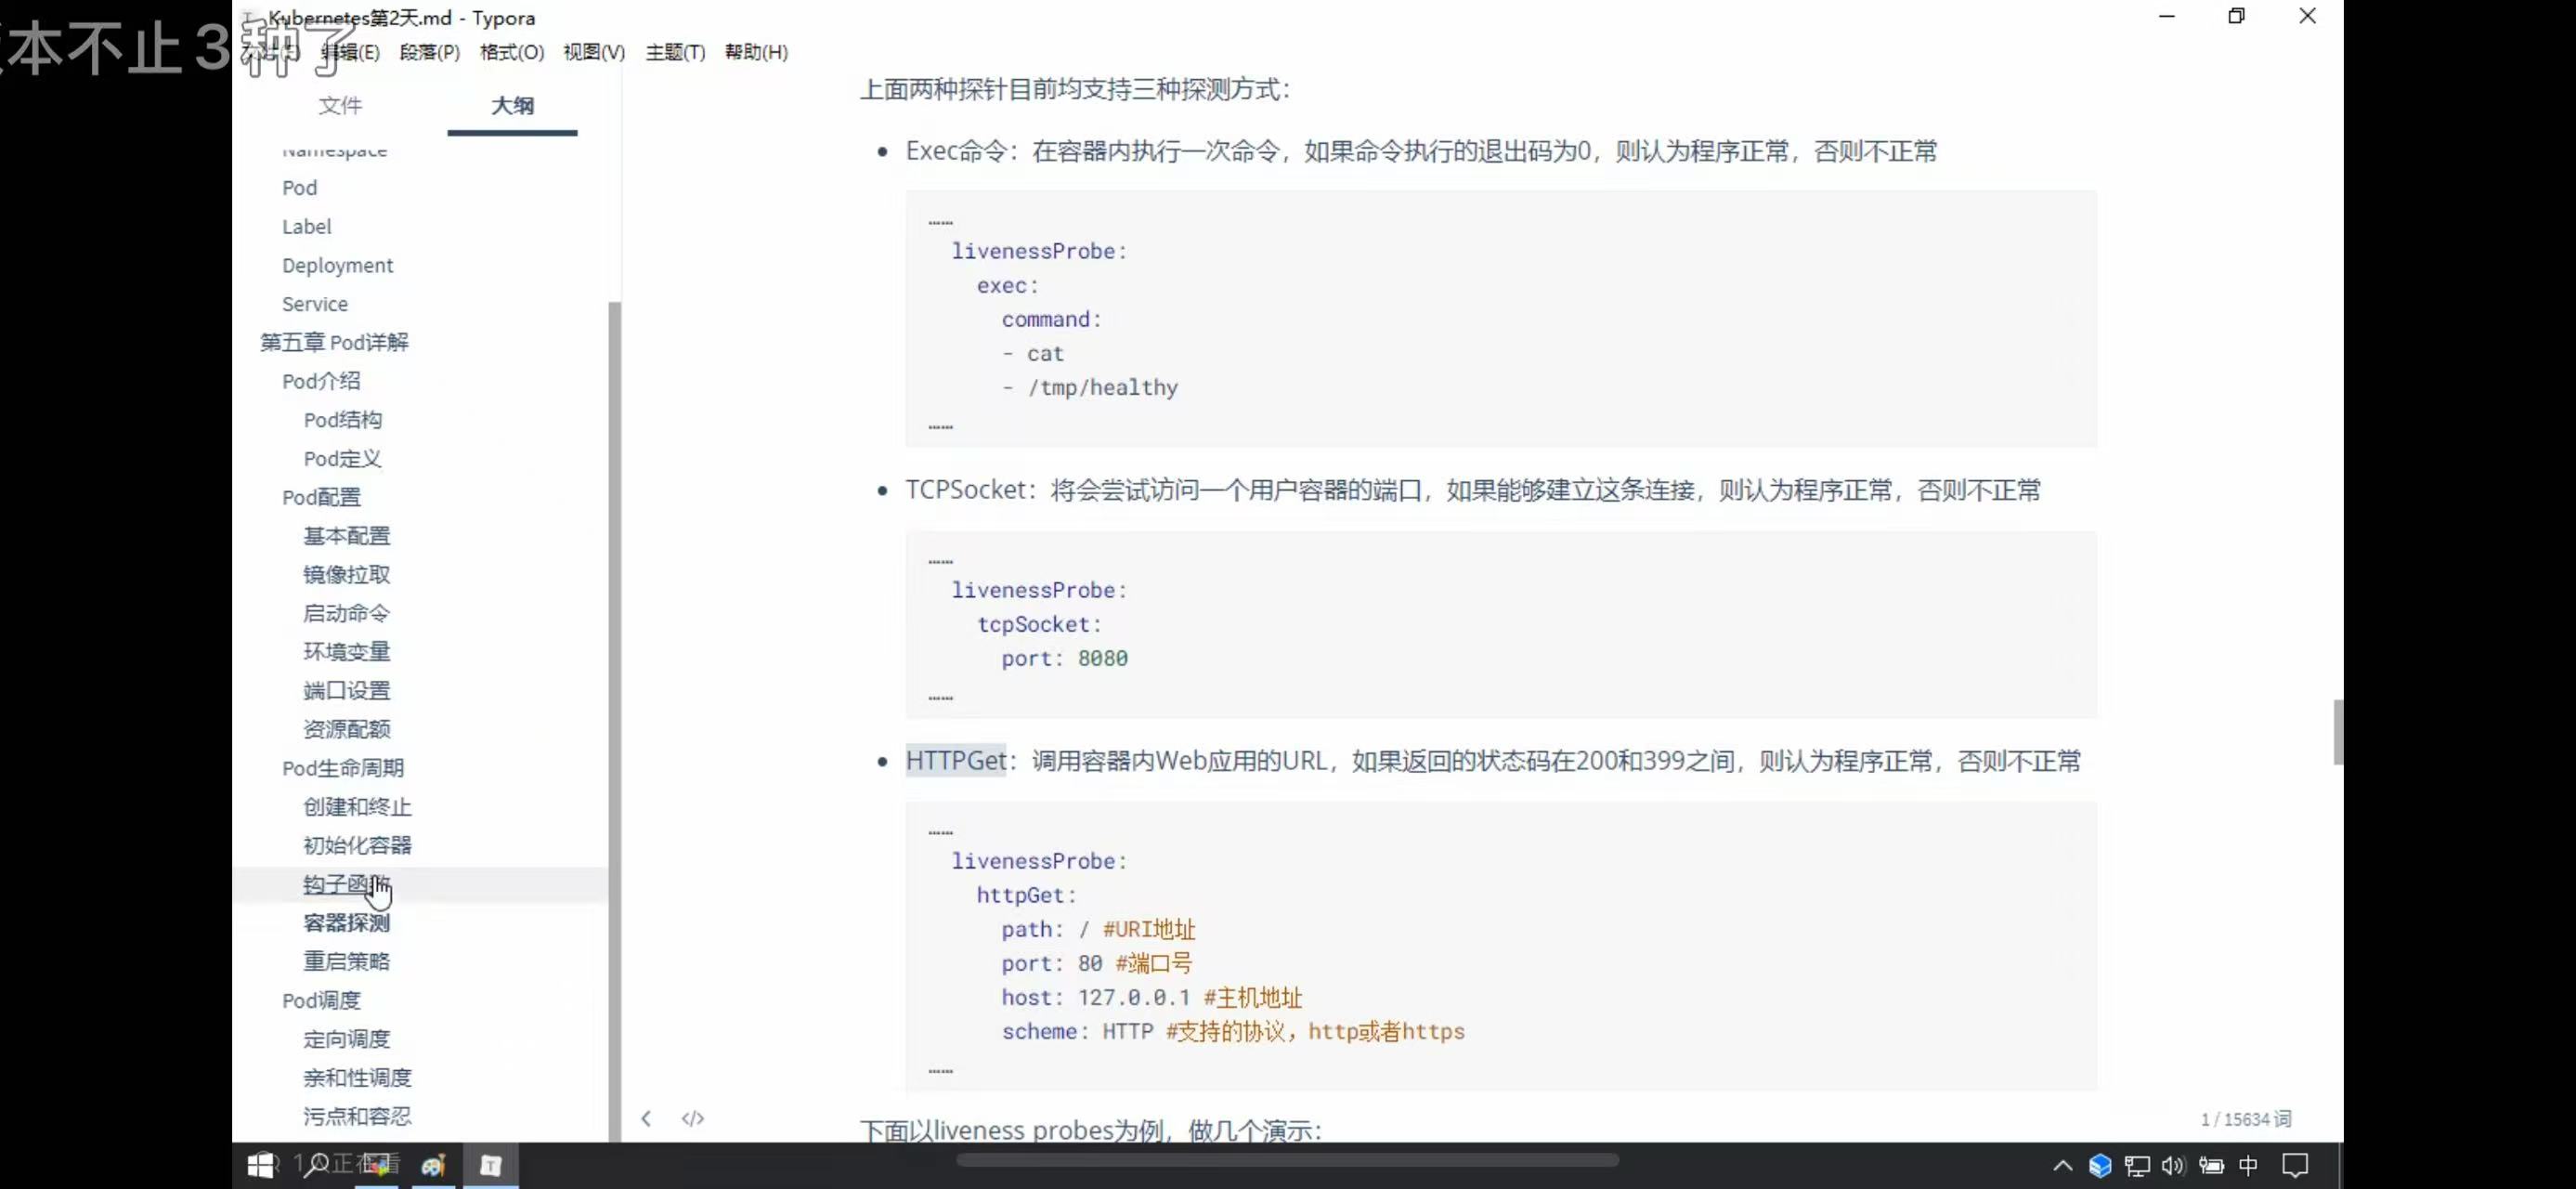 本不止3种了
Kubernetes第2天.md - Typora
编辑(E) 段落(P) 格式(O) 视图(V) 主题(T) 帮助(H)
文件 大纲
Namespace
Pod
Label
Deployment
Service
第五章 Pod详解
Pod介绍
Pod结构
Pod定义
Pod配置
基本配置
镜像拉取
启动命令
环境变量
端口设置
资源配额
Pod生命周期
创建和终止
初始化容器
钩子函数
容器探测
重启策略
Pod调度
定向调度
亲和性调度
污点和容忍
上面两种探针目前均支持三种探测方式：
• Exec命令：在容器内执行一次命令，如果命令执行的退出码为0，则认为程序正常，否则不正常
……
livenessProbe:
exec:
command:
- cat
- /tmp/healthy
……
• TCPSocket：将会尝试访问一个用户容器的端口，如果能够建立这条连接，则认为程序正常，否则不正常
……
livenessProbe:
tcpSocket:
port: 8080
……
• HTTPGet：调用容器内Web应用的URL，如果返回的状态码在200和399之间，则认为程序正常，否则不正常
……
livenessProbe:
httpGet:
path: / #URI地址
port: 80 #端口号
host: 127.0.0.1 #主机地址
scheme: HTTP #支持的协议，http或者https
……
下面以liveness probes为例，做几个演示：
1 / 15634 词
中